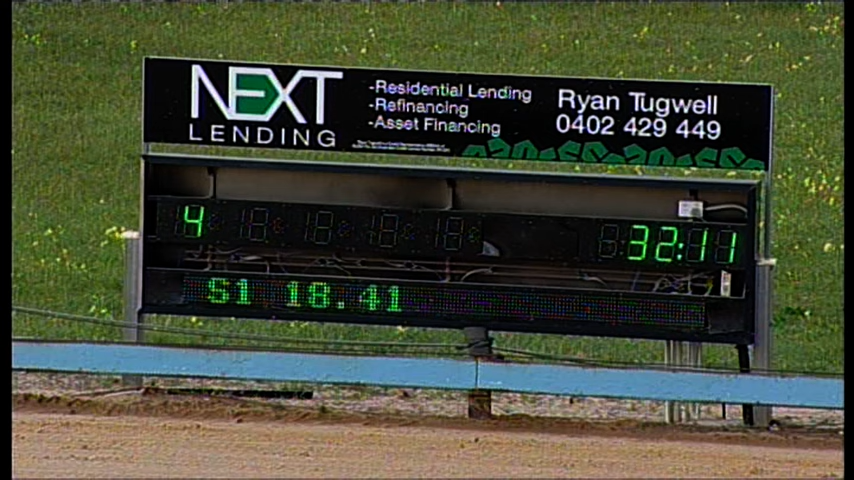 NEXT
LENDING
-Residential Lending
-Refinancing
-Asset Financing
Ryan Tugwell
0402 429 449
4
32:11
S1 18.41